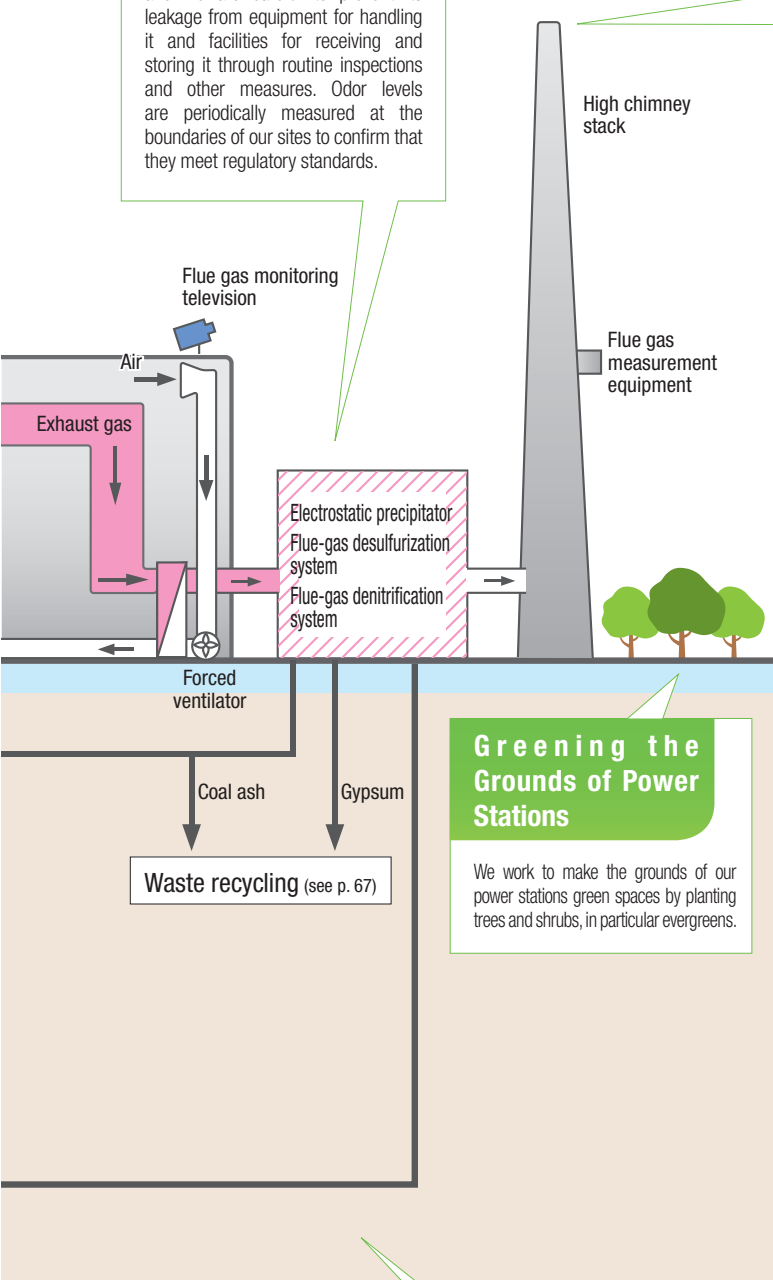 leakage from equipment for handling
it and facilities for receiving and
storing it through routine inspections
and other measures. Odor levels
are periodically measured at the
boundaries of our sites to confirm that
they meet regulatory standards.
High chimney
stack
Flue gas monitoring
television
Air
Flue gas
measurement
equipment
Exhaust gas
Electrostatic precipitator
Flue-gas desulfurization
system
Flue-gas denitrification
system
Forced
ventilator
Coal ash
Gypsum
Waste recycling (see p. 67)
Greening the
Grounds of Power
Stations
We work to make the grounds of our
power stations green spaces by planting
trees and shrubs, in particular evergreens.